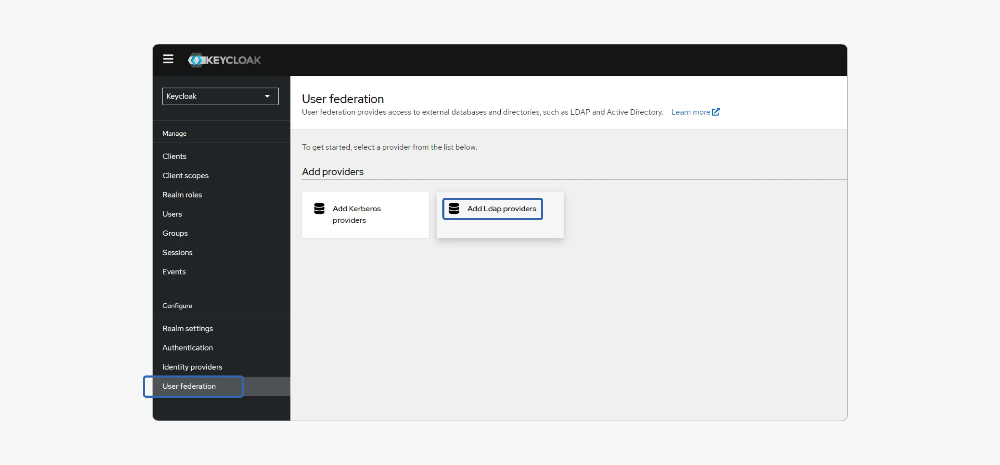 KEYCLOAK
Keycloak
Manage
Clients
Client scopes
Realm roles
Users
Groups
Sessions
Events
Configure
Realm settings
Authentication
Identity providers
User federation
User federation
User federation provides access to external databases and directories, such as LDAP and Active Directory. Learn more
To get started, select a provider from the list below.
Add providers
Add Kerberos
providers
Add Ldap providers